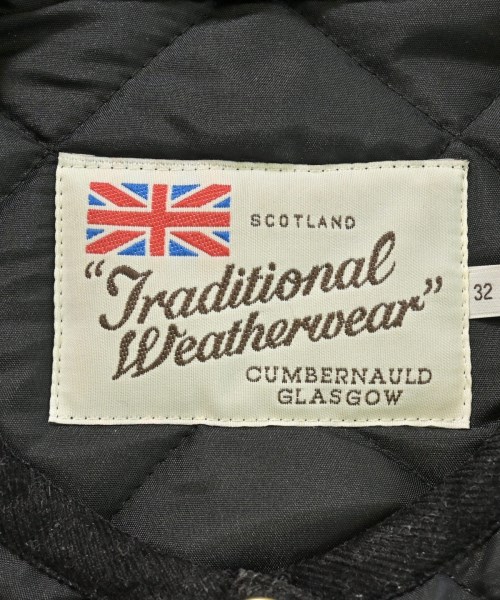 SCOTLAND
"Traditional
Weatherwear"
CUMBERNAULD
GLASGOW
32